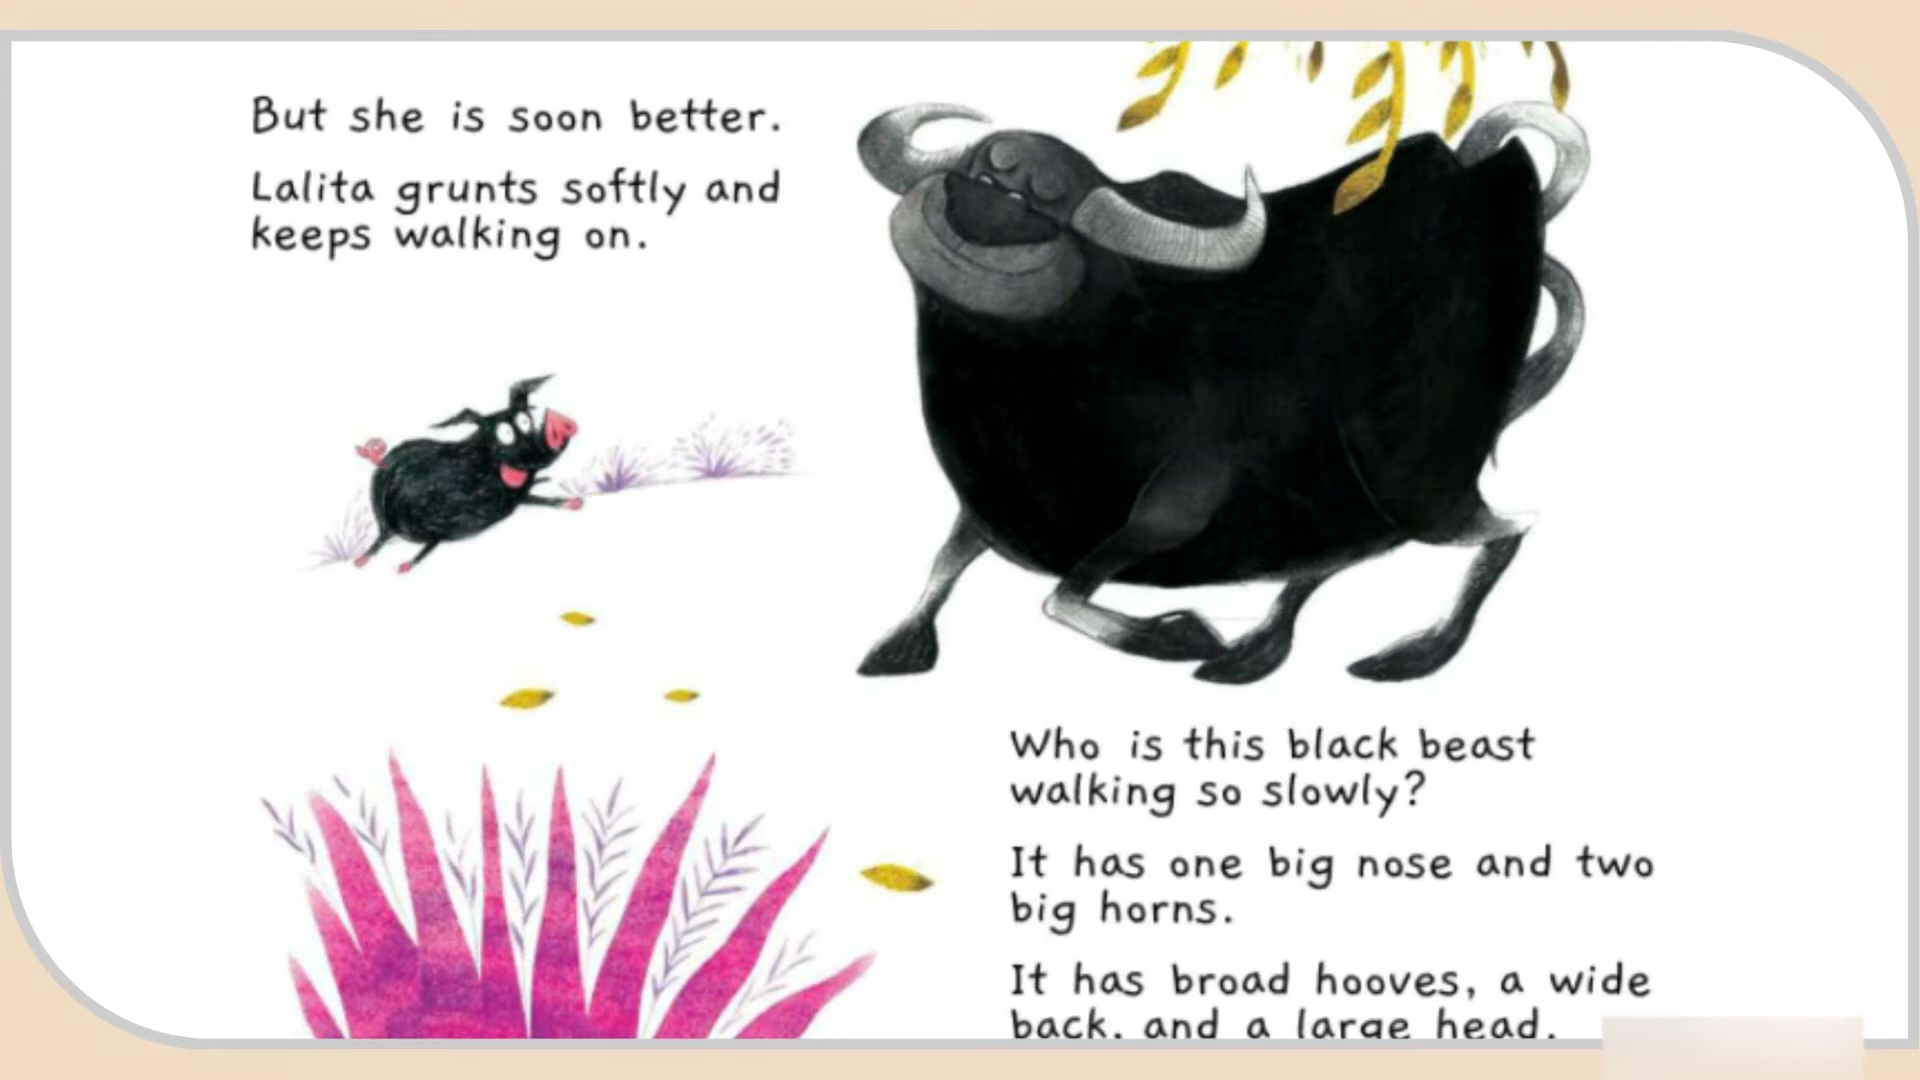 But she is soon better.
Lalita grunts softly and
keeps walking on.
Who is this black beast
walking so slowly?
It has one big nose and two
big horns.
It has broad hooves, a wide
back, and a large head.